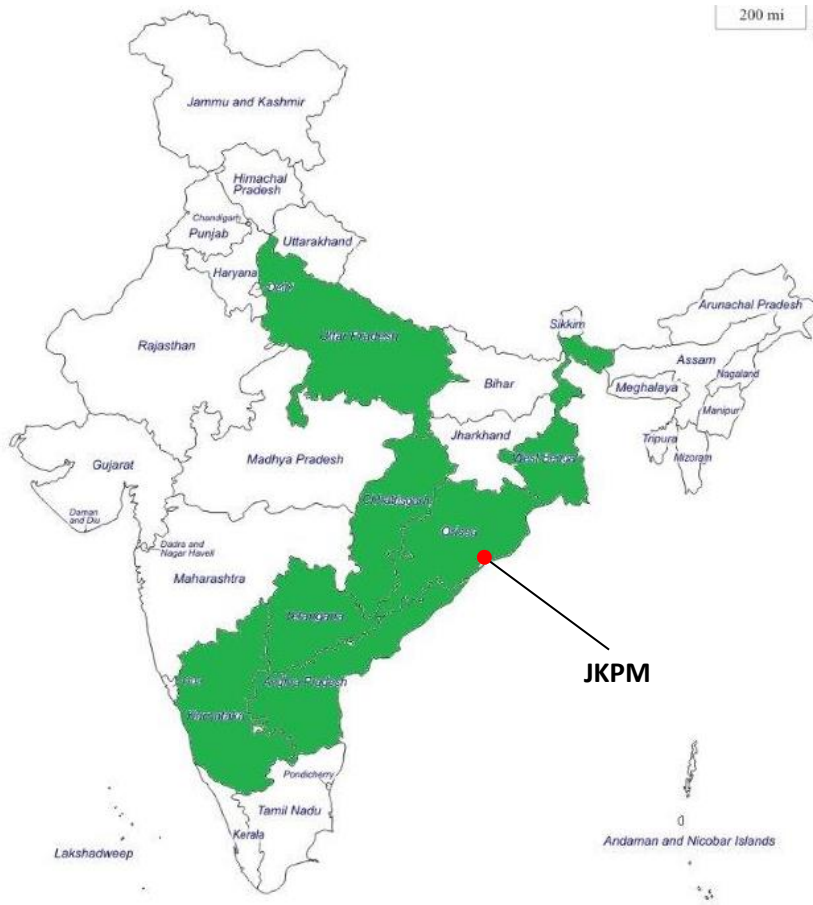 200 mi
Jammu and Kashmir
Himachal
Pradesh
Chandigarh
Punjab
Uttarakhand
Haryana
Delhi
Arunachal Pradesh
Sikkim
Uttar Pradesh
Rajasthan
Assam
Nagaland
Bihar
Meghalaya
Manipur
Jharkhand
Tripura
West Bengal
Mizoram
Madhya Pradesh
Gujarat
Chhattisgarh
Daman
and Diu
Odissa
Dadra and
Nagar Haveli
Maharashtra
Telangana
JKPM
Andhra Pradesh
Karnataka
Pondicherry
Tamil Nadu
Kerala
Lakshadweep
Andaman and Nicobar Islands